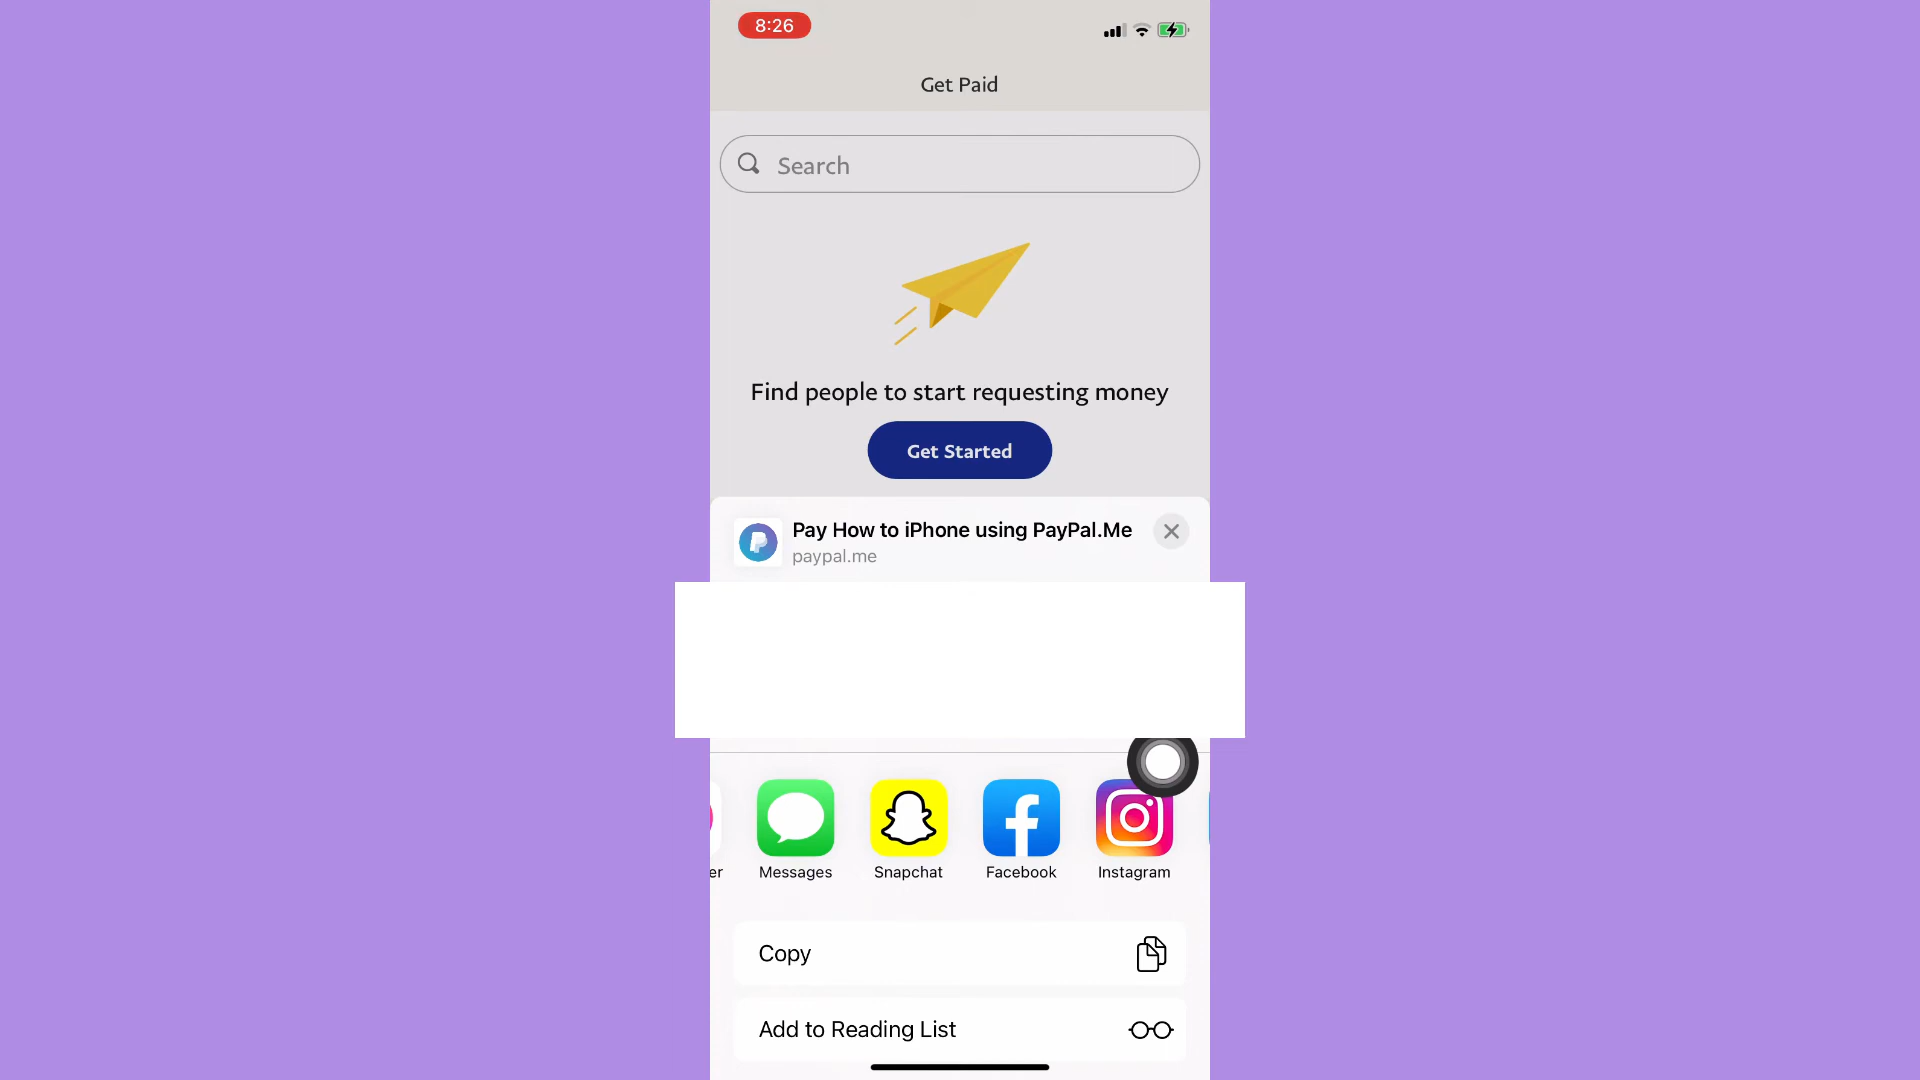 8:26
Get Paid
Search
Find people to start requesting money
Get Started
Pay How to iPhone using PayPal.Me
paypal.me
er
Messages
Snapchat
Facebook
Instagram
Copy
Add to Reading List